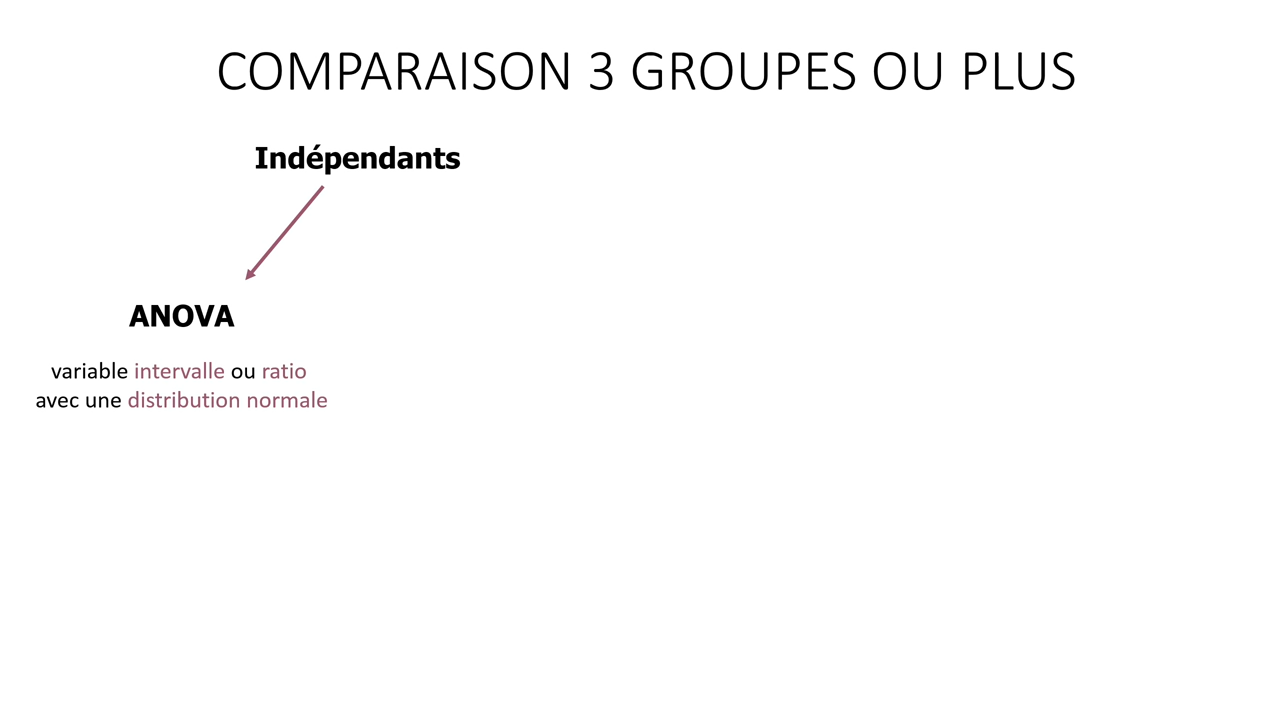 COMPARAISON 3 GROUPES OU PLUS
Indépendants
ANOVA
variable intervalle ou ratio
avec une distribution normale